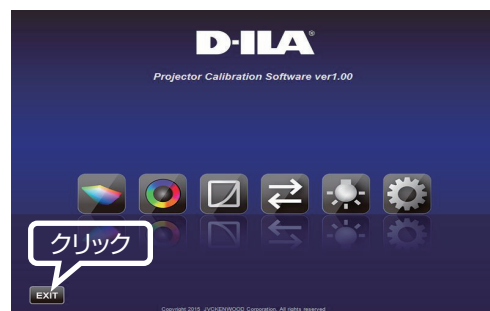 D-ILA®
Projector Calibration Software ver1.00
クリック
EXIT
Copyright 2015 JVCKENWOOD Corporation. All rights reserved